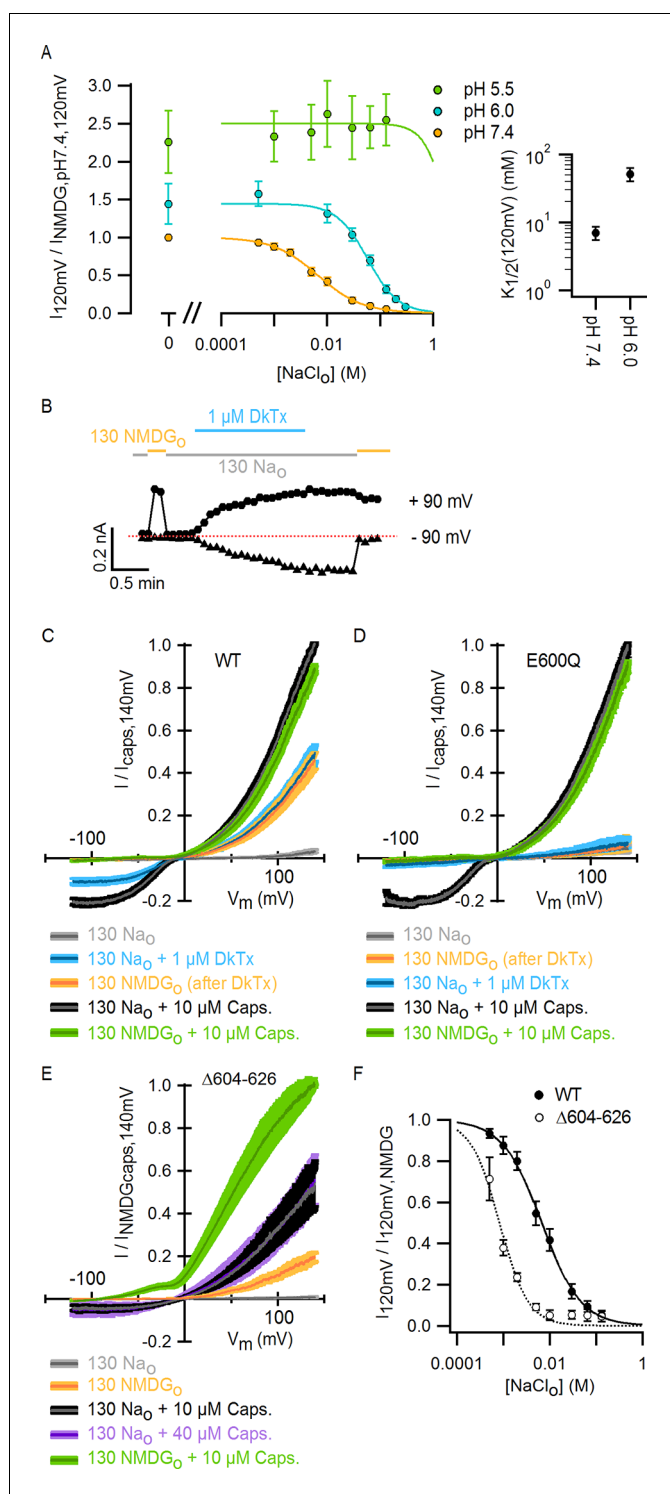 A
I120mV / INMDG,pH7.4,120mV
3.0
2.5
2.0
1.5
1.0
0.5
0.0
0
0.0001
0.01
1
[NaClo] (M)
pH 5.5
pH 6.0
pH 7.4
K1/2(120mV) (mM)
10^2
10^1
10^0
pH 7.4
pH 6.0
B
1 µM DkTx
130 NMDGo
130 Nao
+ 90 mV
- 90 mV
0.2 nA
0.5 min
C
WT
I / Icaps,140mV
1.0
0.8
0.6
0.4
0.2
-0.2
-100
100
Vm (mV)
130 Nao
130 Nao + 1 µM DkTx
130 NMDGo (after DkTx)
130 Nao + 10 µM Caps.
130 NMDGo + 10 µM Caps.
D
E600Q
I / Icaps,140mV
1.0
0.8
0.6
0.4
0.2
-0.2
-100
100
Vm (mV)
130 Nao
130 NMDGo (after DkTx)
130 Nao + 1 µM DkTx
130 Nao + 10 µM Caps.
130 NMDGo + 10 µM Caps.
E
Δ604-626
I / INMDGcaps,140mV
1.0
0.8
0.6
0.4
0.2
-0.2
-100
100
Vm (mV)
130 Nao
130 NMDGo
130 Nao + 10 µM Caps.
130 Nao + 40 µM Caps.
130 NMDGo + 10 µM Caps.
F
WT
Δ604-626
I120mV / I120mV,NMDG
1.0
0.8
0.6
0.4
0.2
0.0
0.0001
0.01
1
[NaClo] (M)